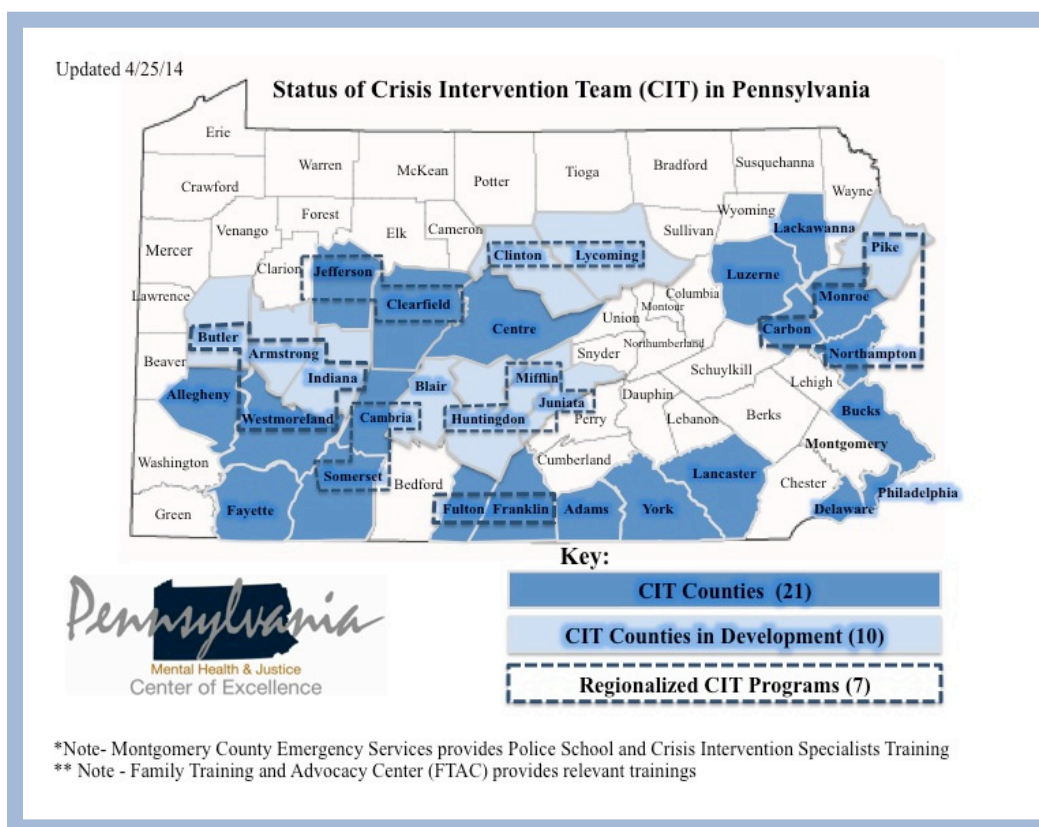 Updated 4/25/14
Status of Crisis Intervention Team (CIT) in Pennsylvania
Erie
Warren
McKean
Potter
Tioga
Bradford
Susquehanna
Crawford
Wayne
Forest
Wyoming
Venango
Elk
Cameron
Sullivan
Lackawanna
Mercer
Clarion
Jefferson
Clinton
Lycoming
Pike
Luzerne
Lawrence
Clearfield
Columbia
Monroe
Centre
Union
Montour
Carbon
Butler
Armstrong
Snyder
Northumberland
Northampton
Beaver
Indiana
Blair
Mifflin
Schuylkill
Lehigh
Allegheny
Juniata
Dauphin
Bucks
Westmoreland
Cambria
Huntingdon
Perry
Lebanon
Berks
Montgomery
Washington
Somerset
Bedford
Cumberland
Lancaster
Chester
Philadelphia
Green
Fayette
Fulton
Franklin
Adams
York
Delaware
Key:
CIT Counties (21)
CIT Counties in Development (10)
Regionalized CIT Programs (7)
Pennsylvania
Mental Health & Justice
Center of Excellence
*Note- Montgomery County Emergency Services provides Police School and Crisis Intervention Specialists Training
** Note - Family Training and Advocacy Center (FTAC) provides relevant trainings